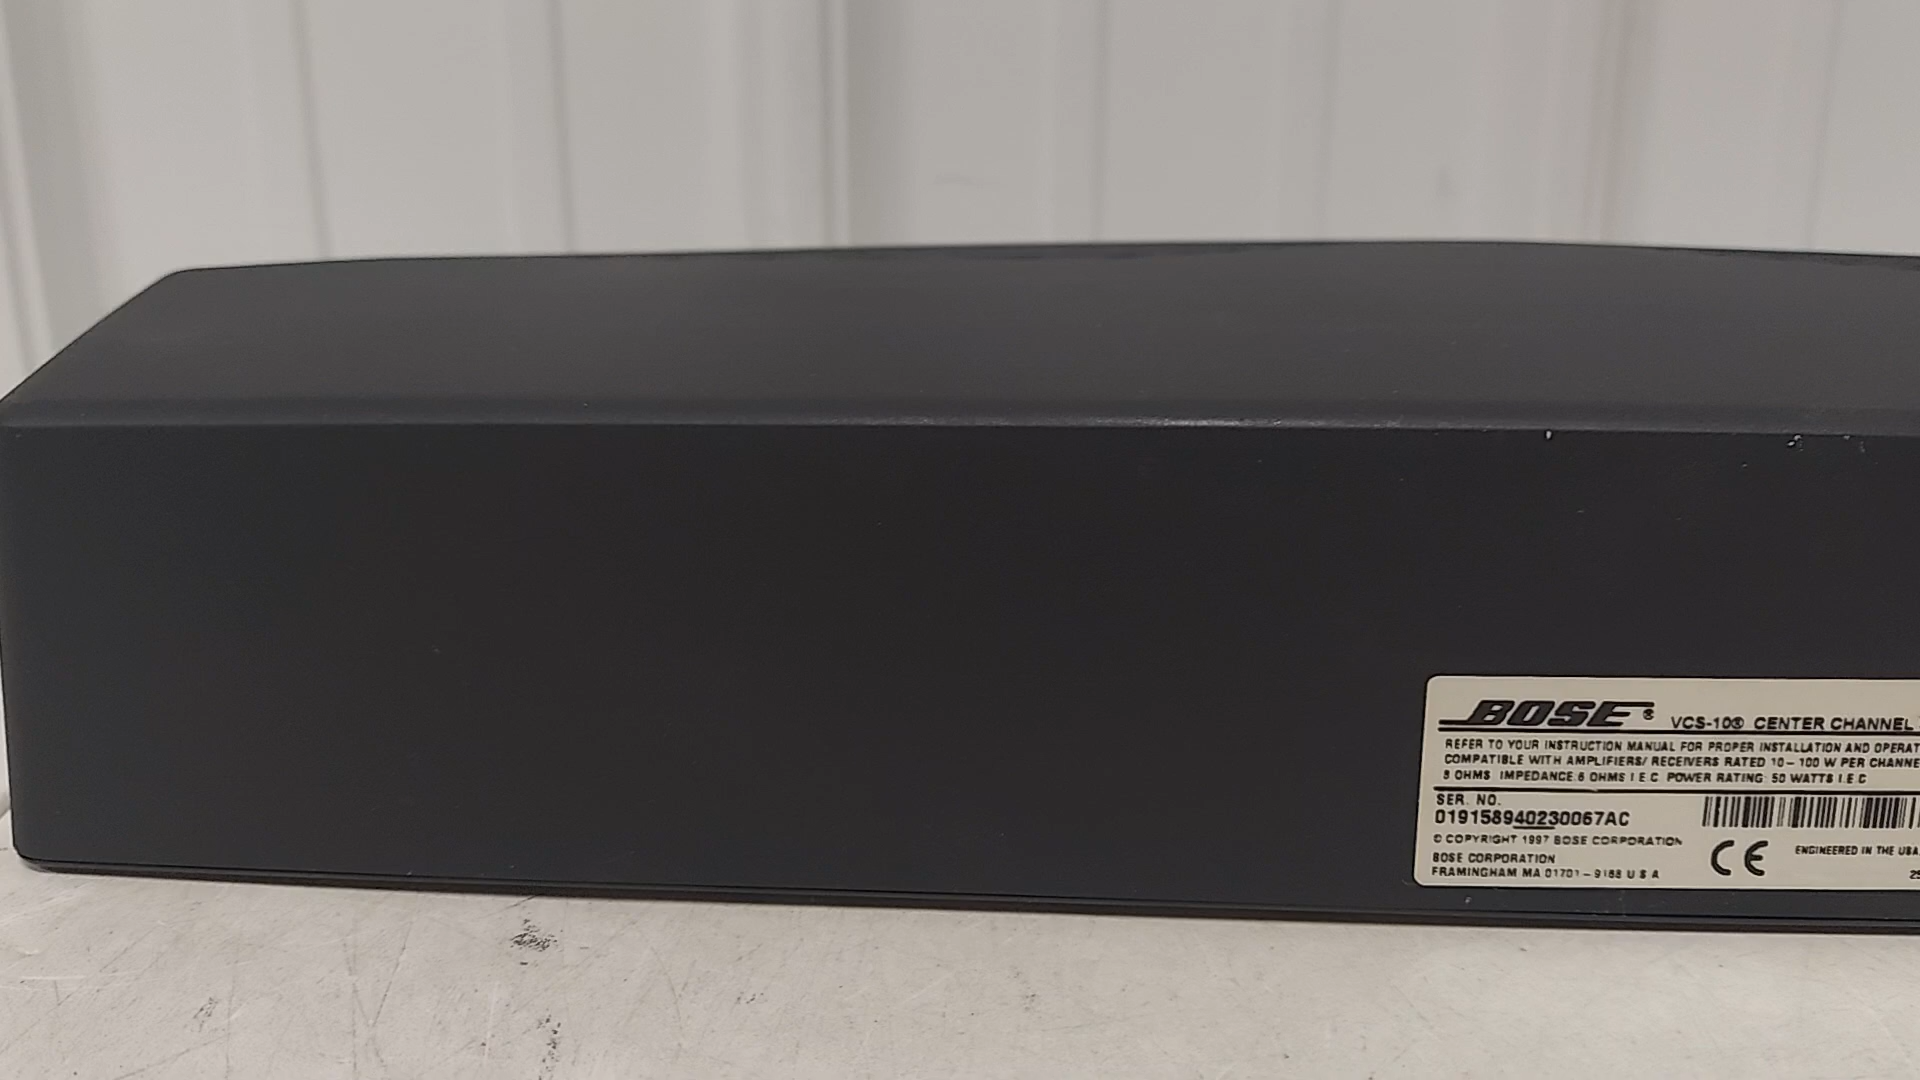 BOSE® VCS-10® CENTER CHANNEL
REFER TO YOUR INSTRUCTION MANUAL FOR PROPER INSTALLATION AND OPERAT
COMPATIBLE WITH AMPLIFIERS/ RECEIVERS RATED 10 – 100 W PER CHANNE
8 OHMS IMPEDANCE: 6 OHMS I E C POWER RATING: 50 WATTS I.E.C
SER. NO.
019158940230067AC
© COPYRIGHT 1997 BOSE CORPORATION
BOSE CORPORATION
FRAMINGHAM MA 01701 – 9168 U S A
CE
ENGINEERED IN THE USA